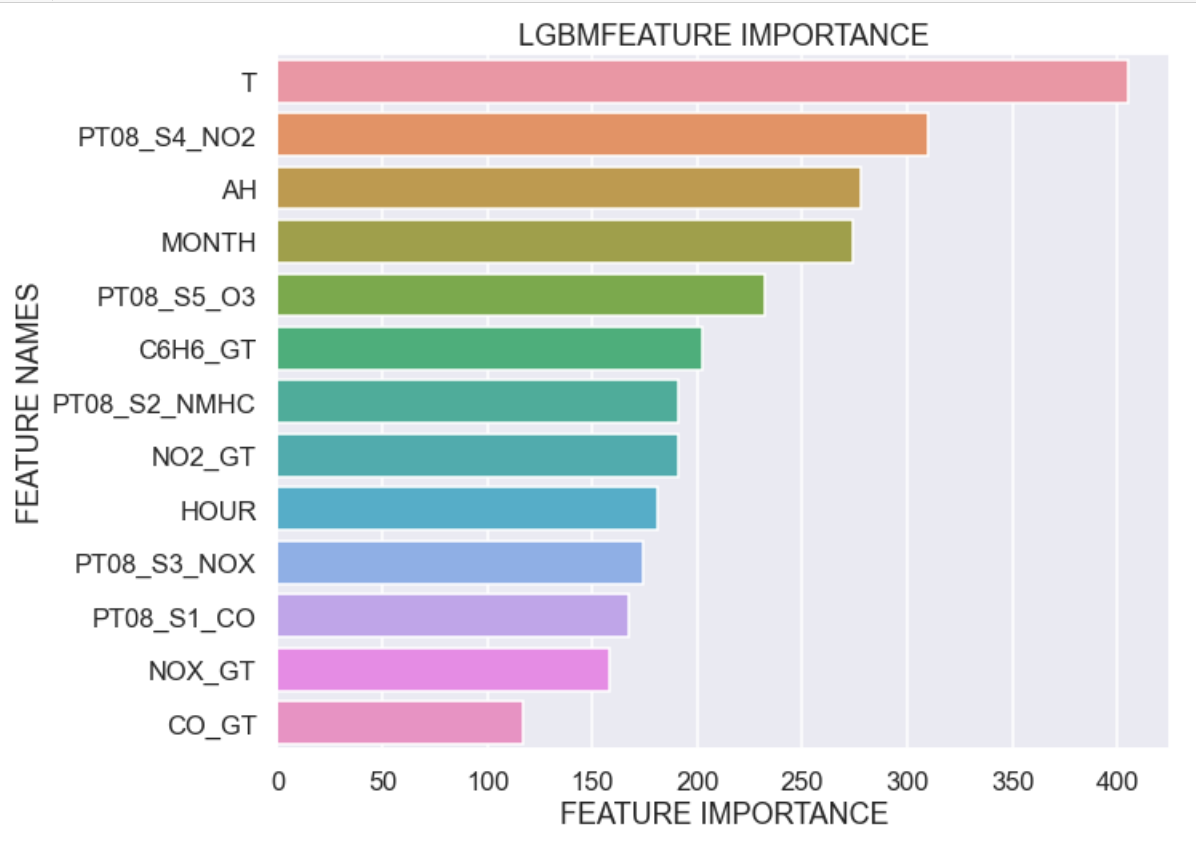 LGBMFEATURE IMPORTANCE
T
PT08_S4_NO2
AH
MONTH
PT08_S5_O3
C6H6_GT
PT08_S2_NMHC
NO2_GT
HOUR
PT08_S3_NOX
PT08_S1_CO
NOX_GT
CO_GT
FEATURE NAMES
0 50 100 150 200 250 300 350 400
FEATURE IMPORTANCE